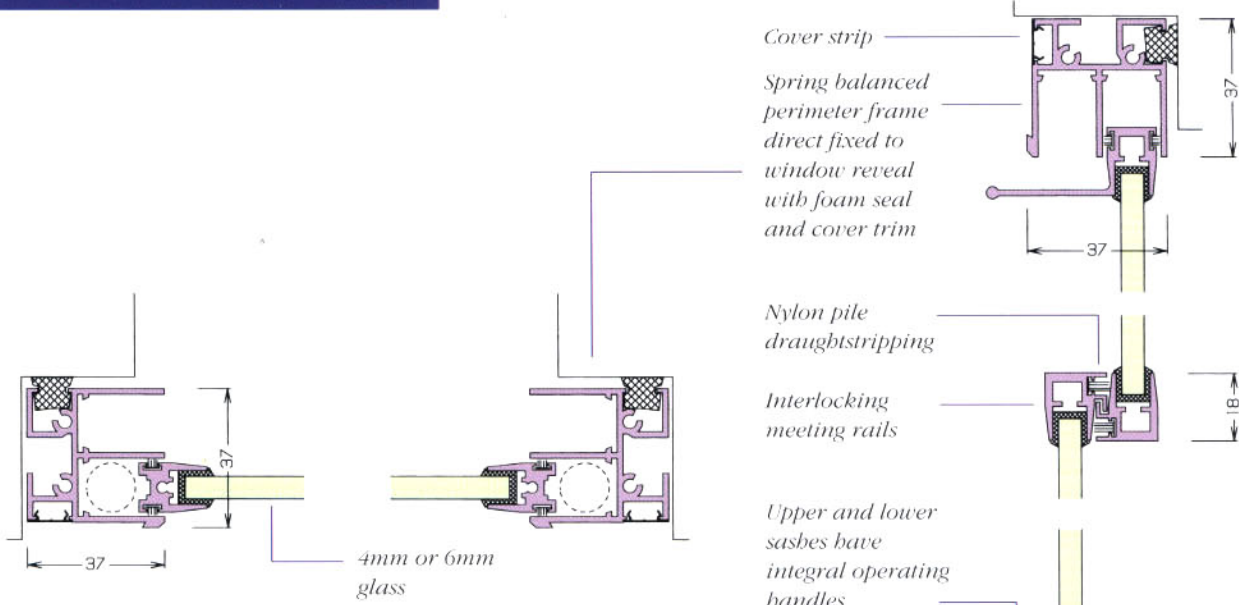 Cover strip
Spring balanced
perimeter frame
direct fixed to
window reveal
with foam seal
and cover trim
37
37
Nylon pile
draughtstripping
Interlocking
meeting rails
18
Upper and lower
sashes have
integral operating
handles
37
37
4mm or 6mm
glass